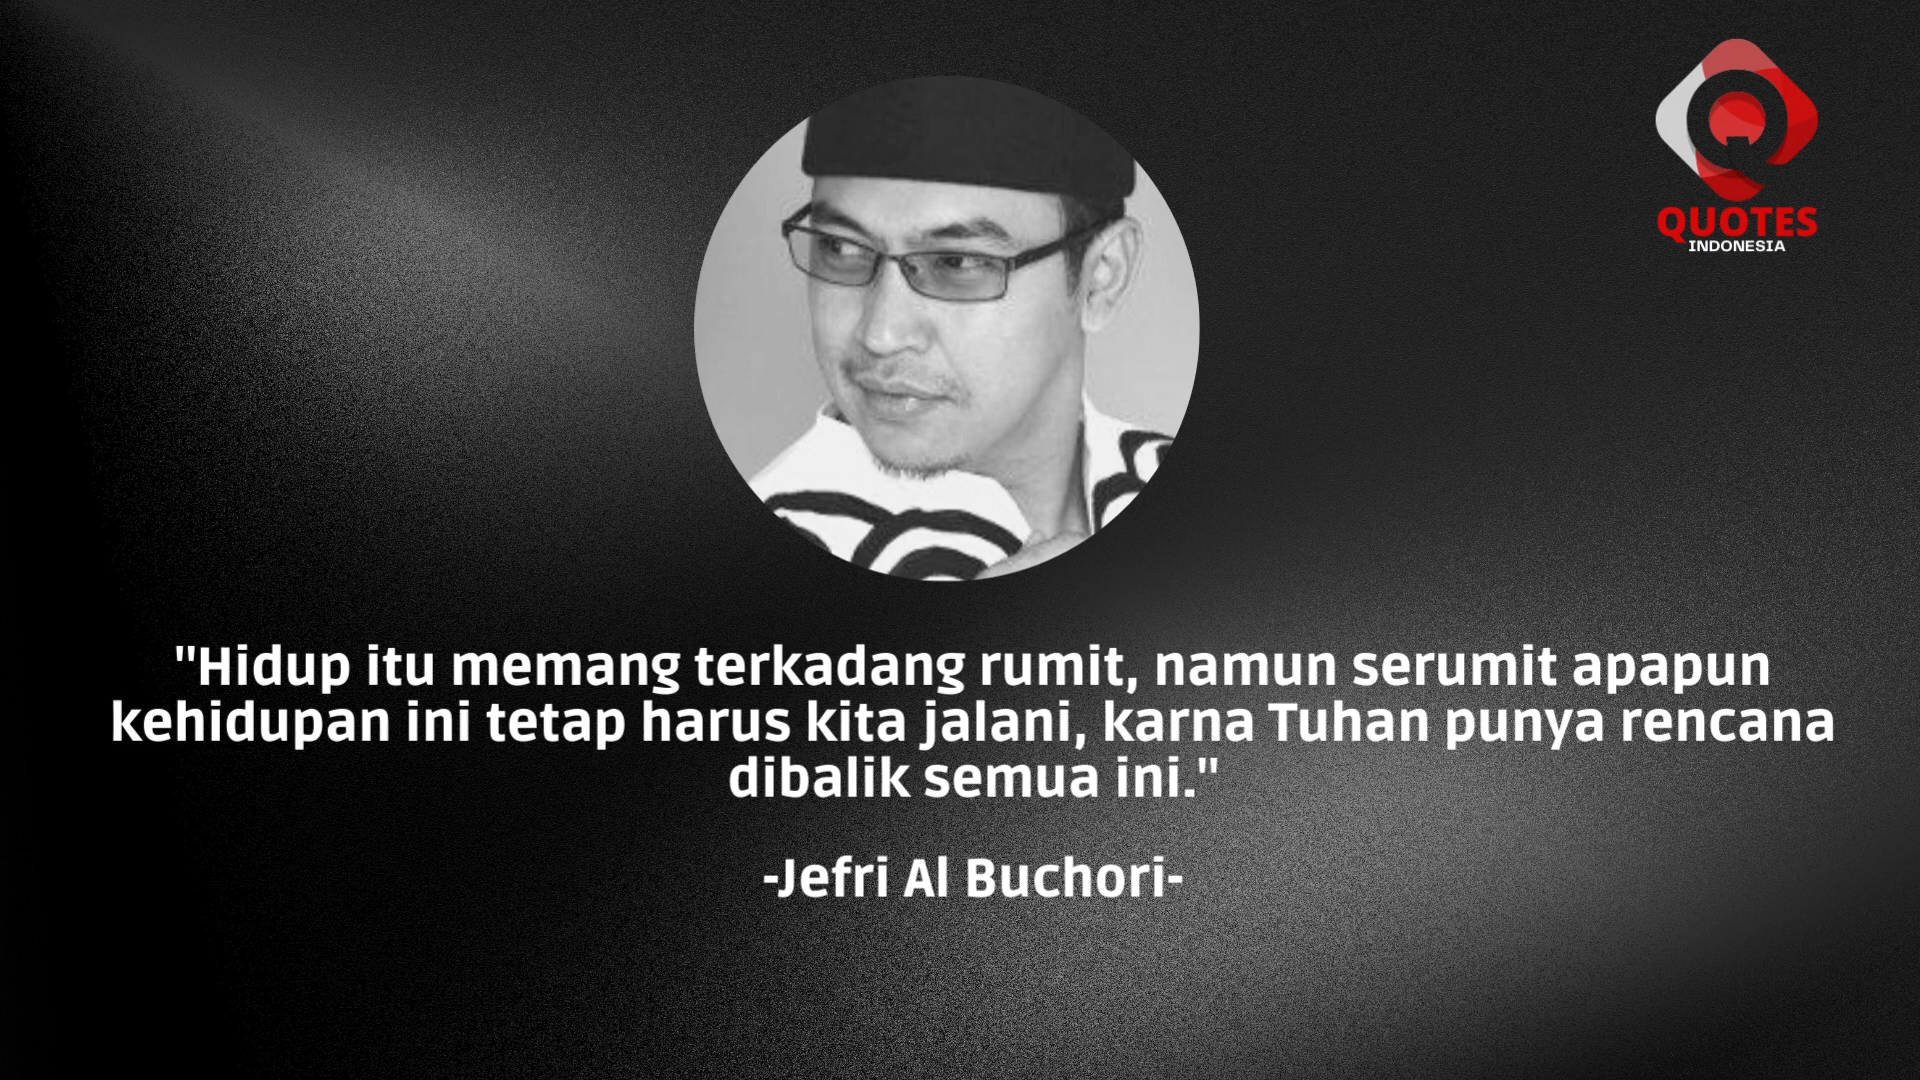 QUOTES
INDONESIA
"Hidup itu memang terkadang rumit, namun serumit apapun
kehidupan ini tetap harus kita jalani, karna Tuhan punya rencana
dibalik semua ini."
-Jefri Al Buchori-